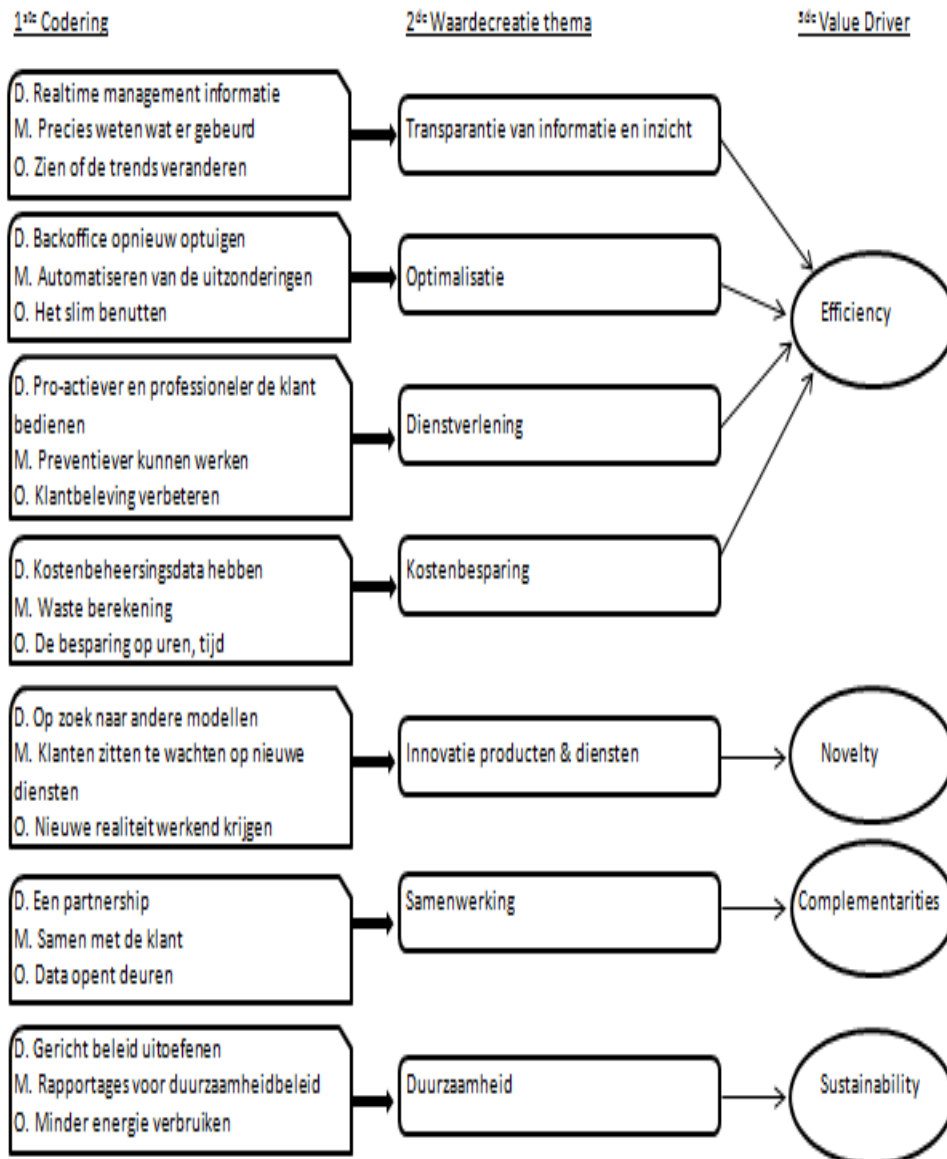 1ste Codering
2de Waardecreatie thema
3de Value Driver
D. Realtime management informatie
M. Precies weten wat er gebeurd
O. Zien of de trends veranderen
Transparantie van informatie en inzicht
D. Backoffice opnieuw optuigen
M. Automatiseren van de uitzonderingen
O. Het slim benutten
Optimalisatie
Efficiency
D. Pro-actiever en professioneler de klant
bedienen
M. Preventiever kunnen werken
O. Klantbeleving verbeteren
Dienstverlening
D. Kostenbeheersingsdata hebben
M. Waste berekening
O. De besparing op uren, tijd
Kostenbesparing
D. Op zoek naar andere modellen
M. Klanten zitten te wachten op nieuwe
diensten
O. Nieuwe realiteit werkend krijgen
Innovatie producten & diensten
Novelty
D. Een partnership
M. Samen met de klant
O. Data opent deuren
Samenwerking
Complementarities
D. Gericht beleid uitoefenen
M. Rapportages voor duurzaamheidbeleid
O. Minder energie verbruiken
Duurzaamheid
Sustainability